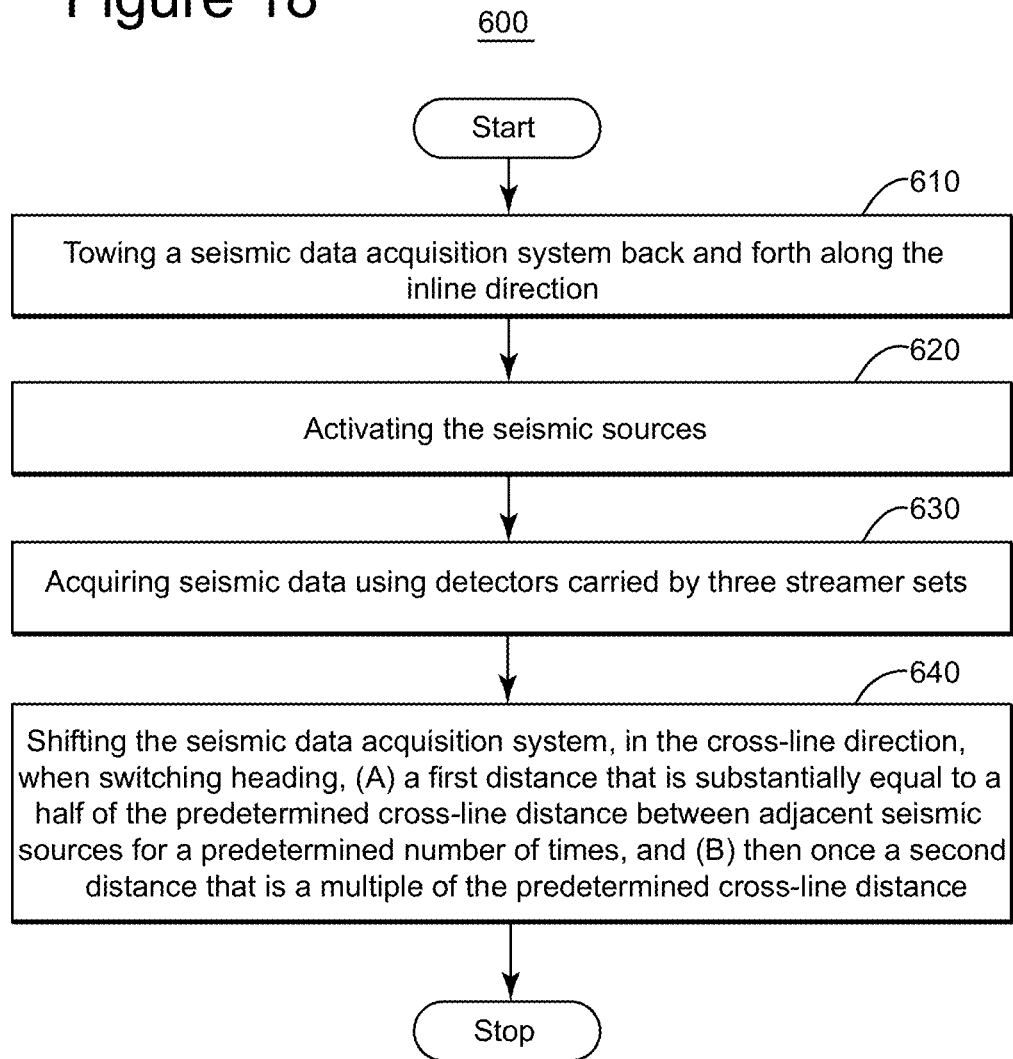 Figure 18
600
Start
610
Towing a seismic data acquisition system back and forth along the
inline direction
620
Activating the seismic sources
630
Acquiring seismic data using detectors carried by three streamer sets
640
Shifting the seismic data acquisition system, in the cross-line direction,
when switching heading, (A) a first distance that is substantially equal to a
half of the predetermined cross-line distance between adjacent seismic
sources for a predetermined number of times, and (B) then once a second
distance that is a multiple of the predetermined cross-line distance
Stop